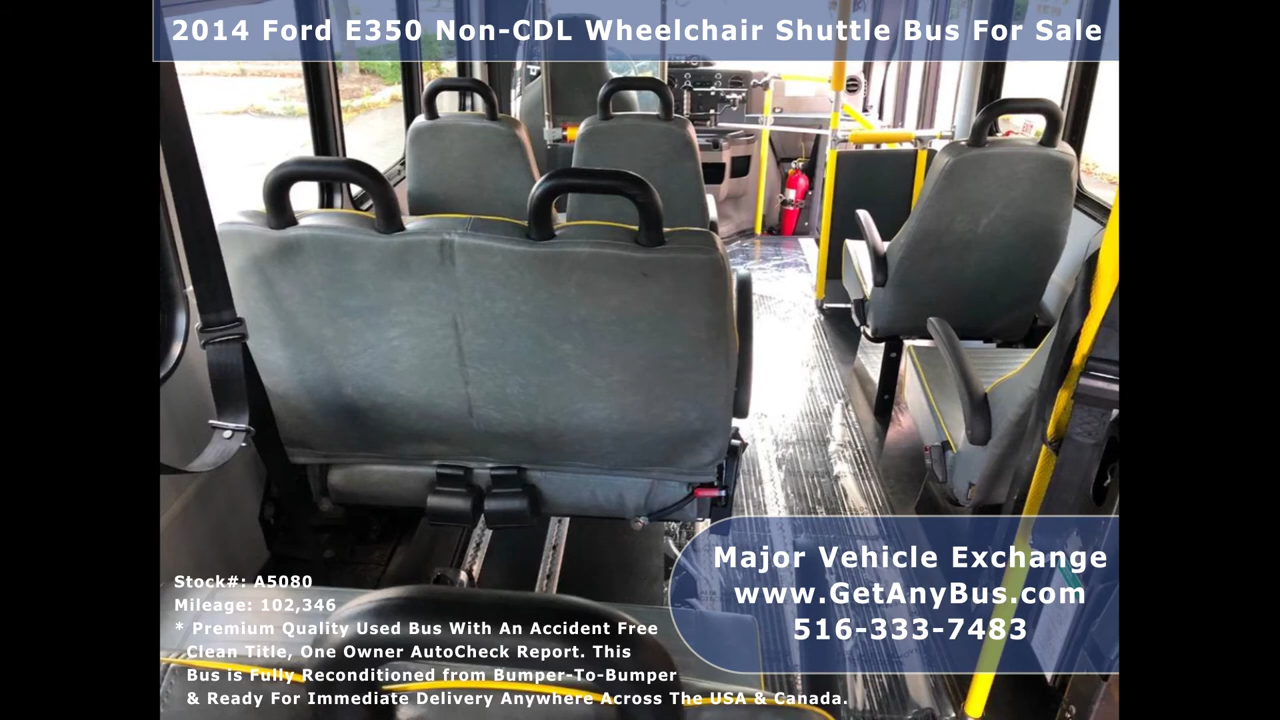 2014 Ford E350 Non-CDL Wheelchair Shuttle Bus For Sale
Major Vehicle Exchange
www.GetAnyBus.com
516-333-7483
Stock#: A5080
Mileage: 102,346
* Premium Quality Used Bus With An Accident Free
Clean Title, One Owner AutoCheck Report. This
Bus is Fully Reconditioned from Bumper-To-Bumper
& Ready For Immediate Delivery Anywhere Across The USA & Canada.